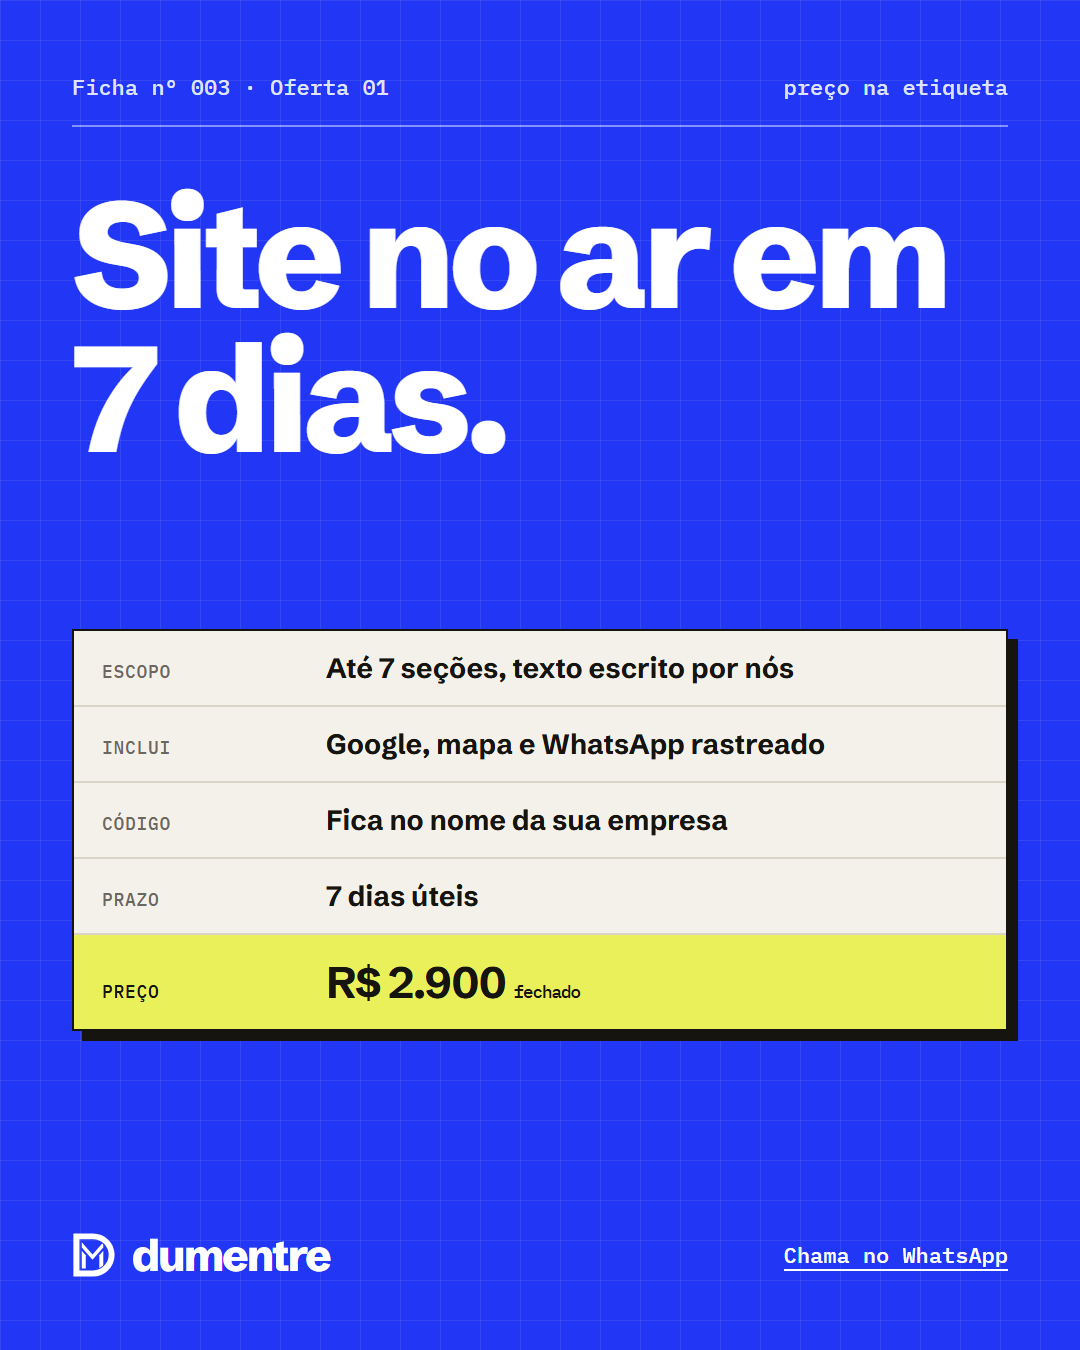 Ficha nº 003 · Oferta 01
preço na etiqueta
Site no ar em
7 dias.
ESCOPO Até 7 seções, texto escrito por nós
INCLUI Google, mapa e WhatsApp rastreado
CÓDIGO Fica no nome da sua empresa
PRAZO 7 dias úteis
PREÇO R$ 2.900 fechado
dumentre
Chama no WhatsApp